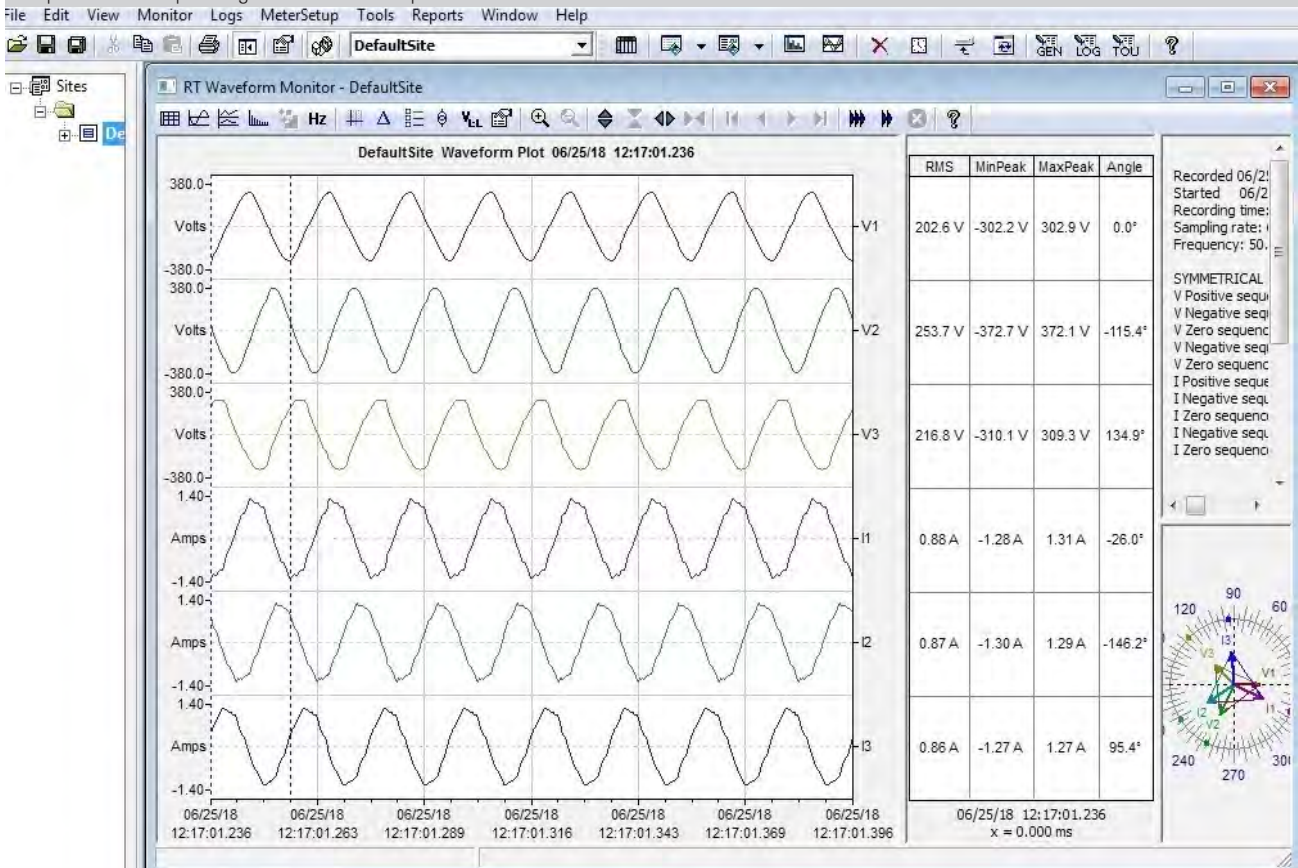 File Edit View Monitor Logs MeterSetup Tools Reports Window Help
DefaultSite
GEN LOG TOU
Sites
De
RT Waveform Monitor - DefaultSite
Hz
V L:L
DefaultSite Waveform Plot 06/25/18 12:17:01.236
RMS MinPeak MaxPeak Angle
380.0
Volts
-380.0
V1
202.6 V -302.2 V 302.9 V 0.0°
380.0
Volts
-380.0
V2
253.7 V -372.7 V 372.1 V -115.4°
380.0
Volts
-380.0
V3
216.8 V -310.1 V 309.3 V 134.9°
1.40
Amps
-1.40
I1
0.88 A -1.28 A 1.31 A -26.0°
1.40
Amps
-1.40
I2
0.87 A -1.30 A 1.29 A -146.2°
1.40
Amps
-1.40
I3
0.86 A -1.27 A 1.27 A 95.4°
06/25/18 06/25/18 06/25/18 06/25/18 06/25/18 06/25/18 06/25/18
12:17:01.236 12:17:01.263 12:17:01.289 12:17:01.316 12:17:01.343 12:17:01.369 12:17:01.396
06/25/18 12:17:01.236
x = 0.000 ms
Recorded 06/2
Started 06/2
Recording time:
Sampling rate:
Frequency: 50.
SYMMETRICAL
V Positive sequ
V Negative seq
V Zero sequenc
V Negative seq
V Zero sequenc
I Positive seque
I Negative sequ
I Zero sequenc
I Negative sequ
I Zero sequenc
90
120 60
I3
V3
V1
I2 I1
V2
240 300
270